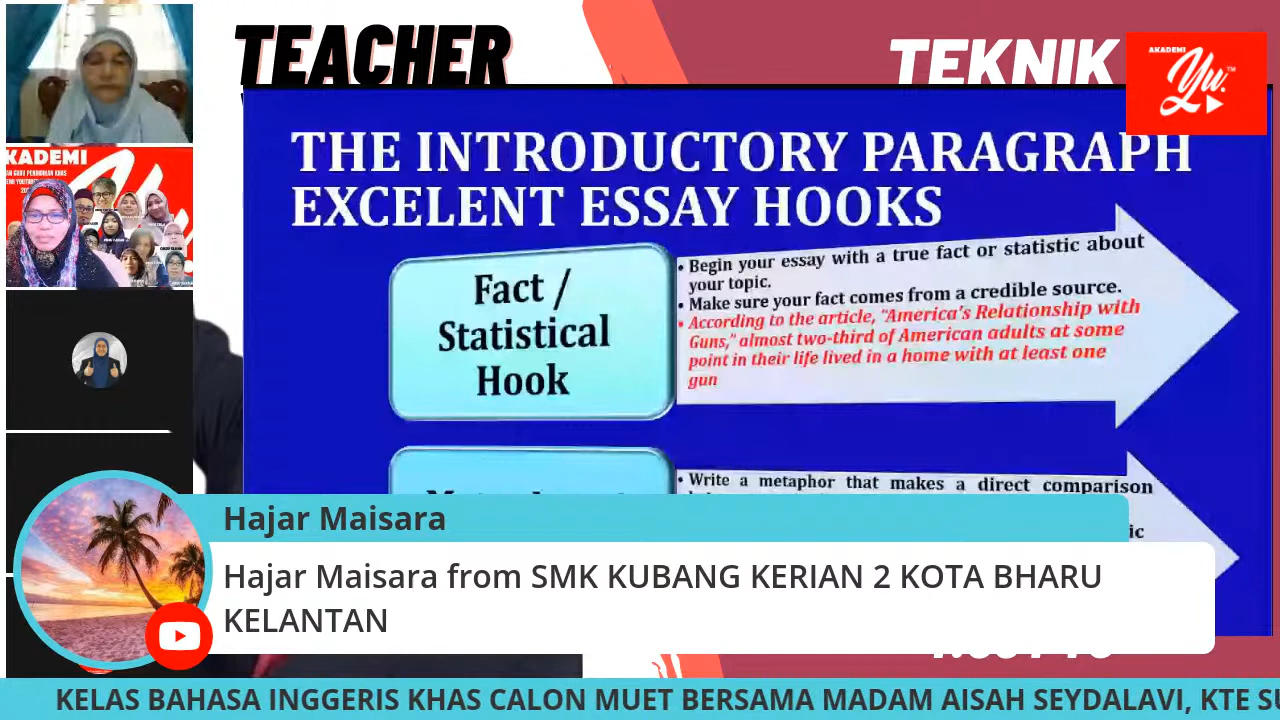 TEACHER
TEKNIK
AKADEMI
Yu.
KADEMI
THE INTRODUCTORY PARAGRAPH
EXCELENT ESSAY HOOKS
Fact /
Statistical
Hook
• Begin your essay with a true fact or statistic about
your topic.
• Make sure your fact comes from a credible source.
• According to the article, "America's Relationship with
Guns," almost two-third of American adults at some
point in their life lived in a home with at least one
gun
• Write a metaphor that makes a direct comparison
Hajar Maisara
Hajar Maisara from SMK KUBANG KERIAN 2 KOTA BHARU
KELANTAN
KELAS BAHASA INGGERIS KHAS CALON MUET BERSAMA MADAM AISAH SEYDALAVI, KTE